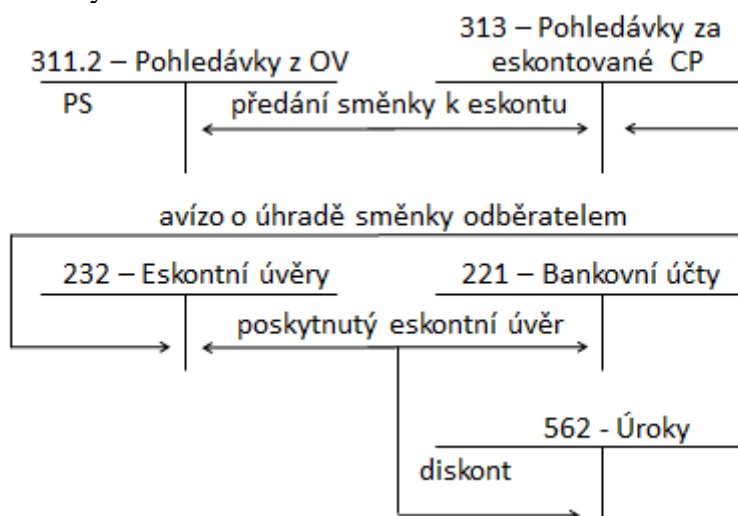 313 – Pohledávky za
311.2 – Pohledávky z OV eskontované CP
PS předání směnky k eskontu
avízo o úhradě směnky odběratelem
232 – Eskontní úvěry 221 – Bankovní účty
poskytnutý eskontní úvěr
562 - Úroky
diskont